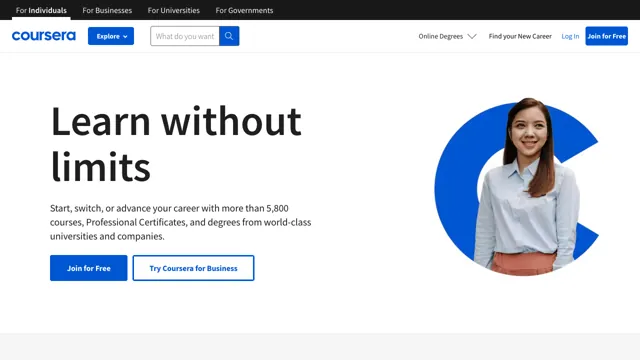 For Individuals For Businesses For Universities For Governments
coursera Explore What do you want Online Degrees Find your New Career Log In Join for Free
Learn without
limits
Start, switch, or advance your career with more than 5,800
courses, Professional Certificates, and degrees from world-class
universities and companies.
Join for Free Try Coursera for Business